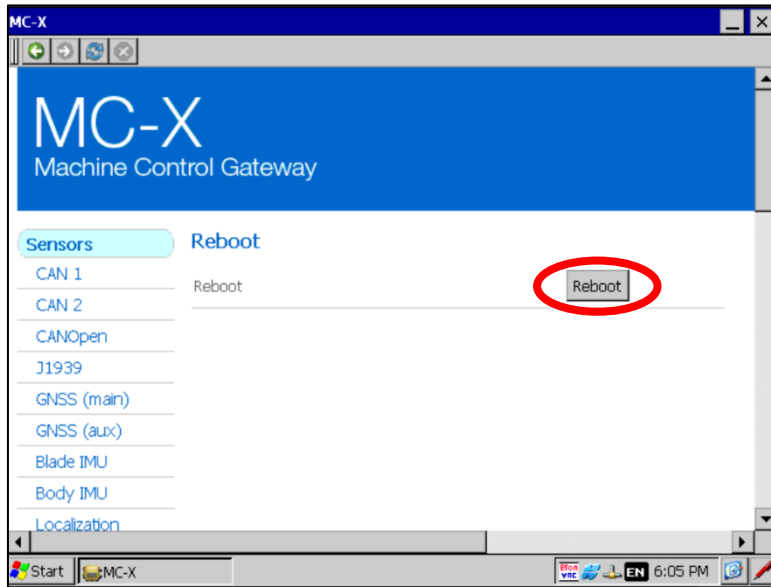 MC-X
MC-X
Machine Control Gateway
Sensors
CAN 1
CAN 2
CANOpen
J1939
GNSS (main)
GNSS (aux)
Blade IMU
Body IMU
Localization
Reboot
Reboot
Reboot
Start
MC-X
EN
6:05 PM